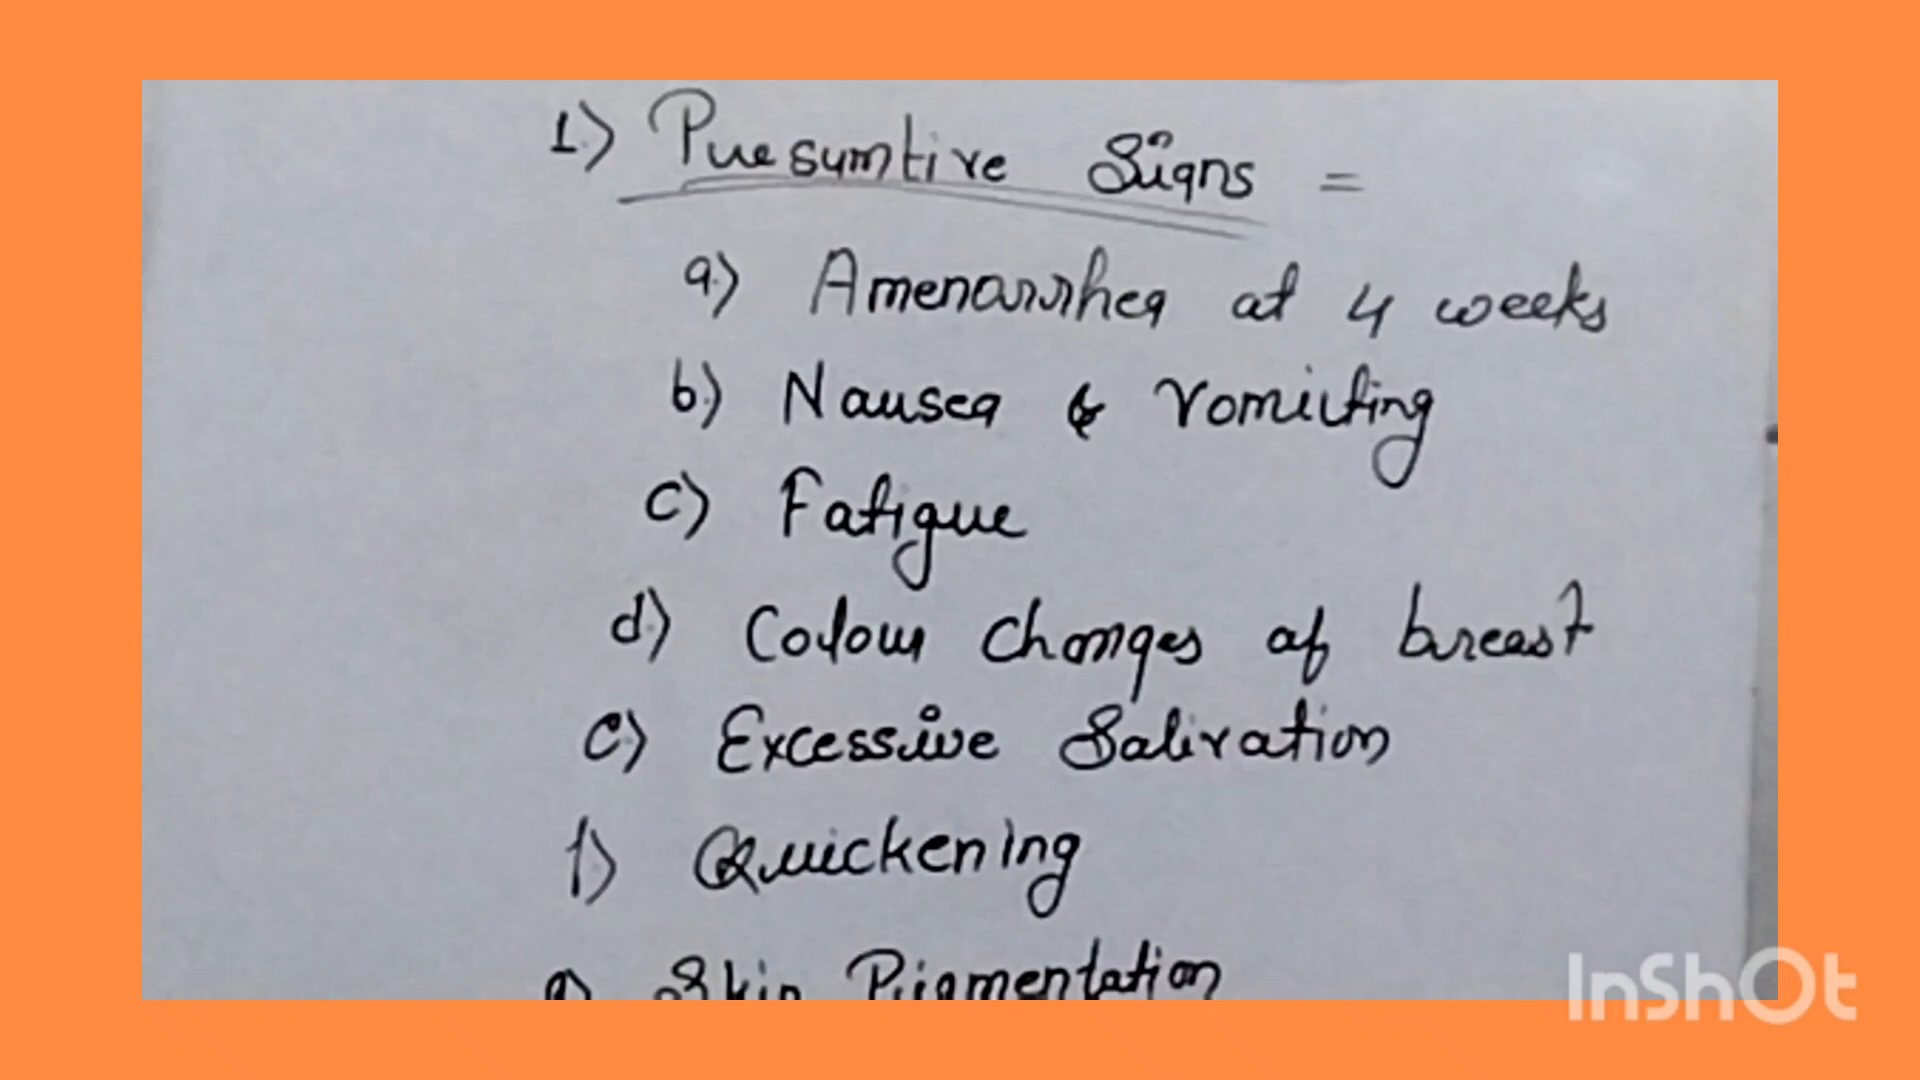 1.) Presumtive Signs =
a.) Amenorrhea at 4 weeks
b.) Nausea & Vomiting
c) Fatigue
d.) Colour changes of breast
e.) Excessive Salivation
f.) Quickening
g) Skin Pigmentation
InShOt